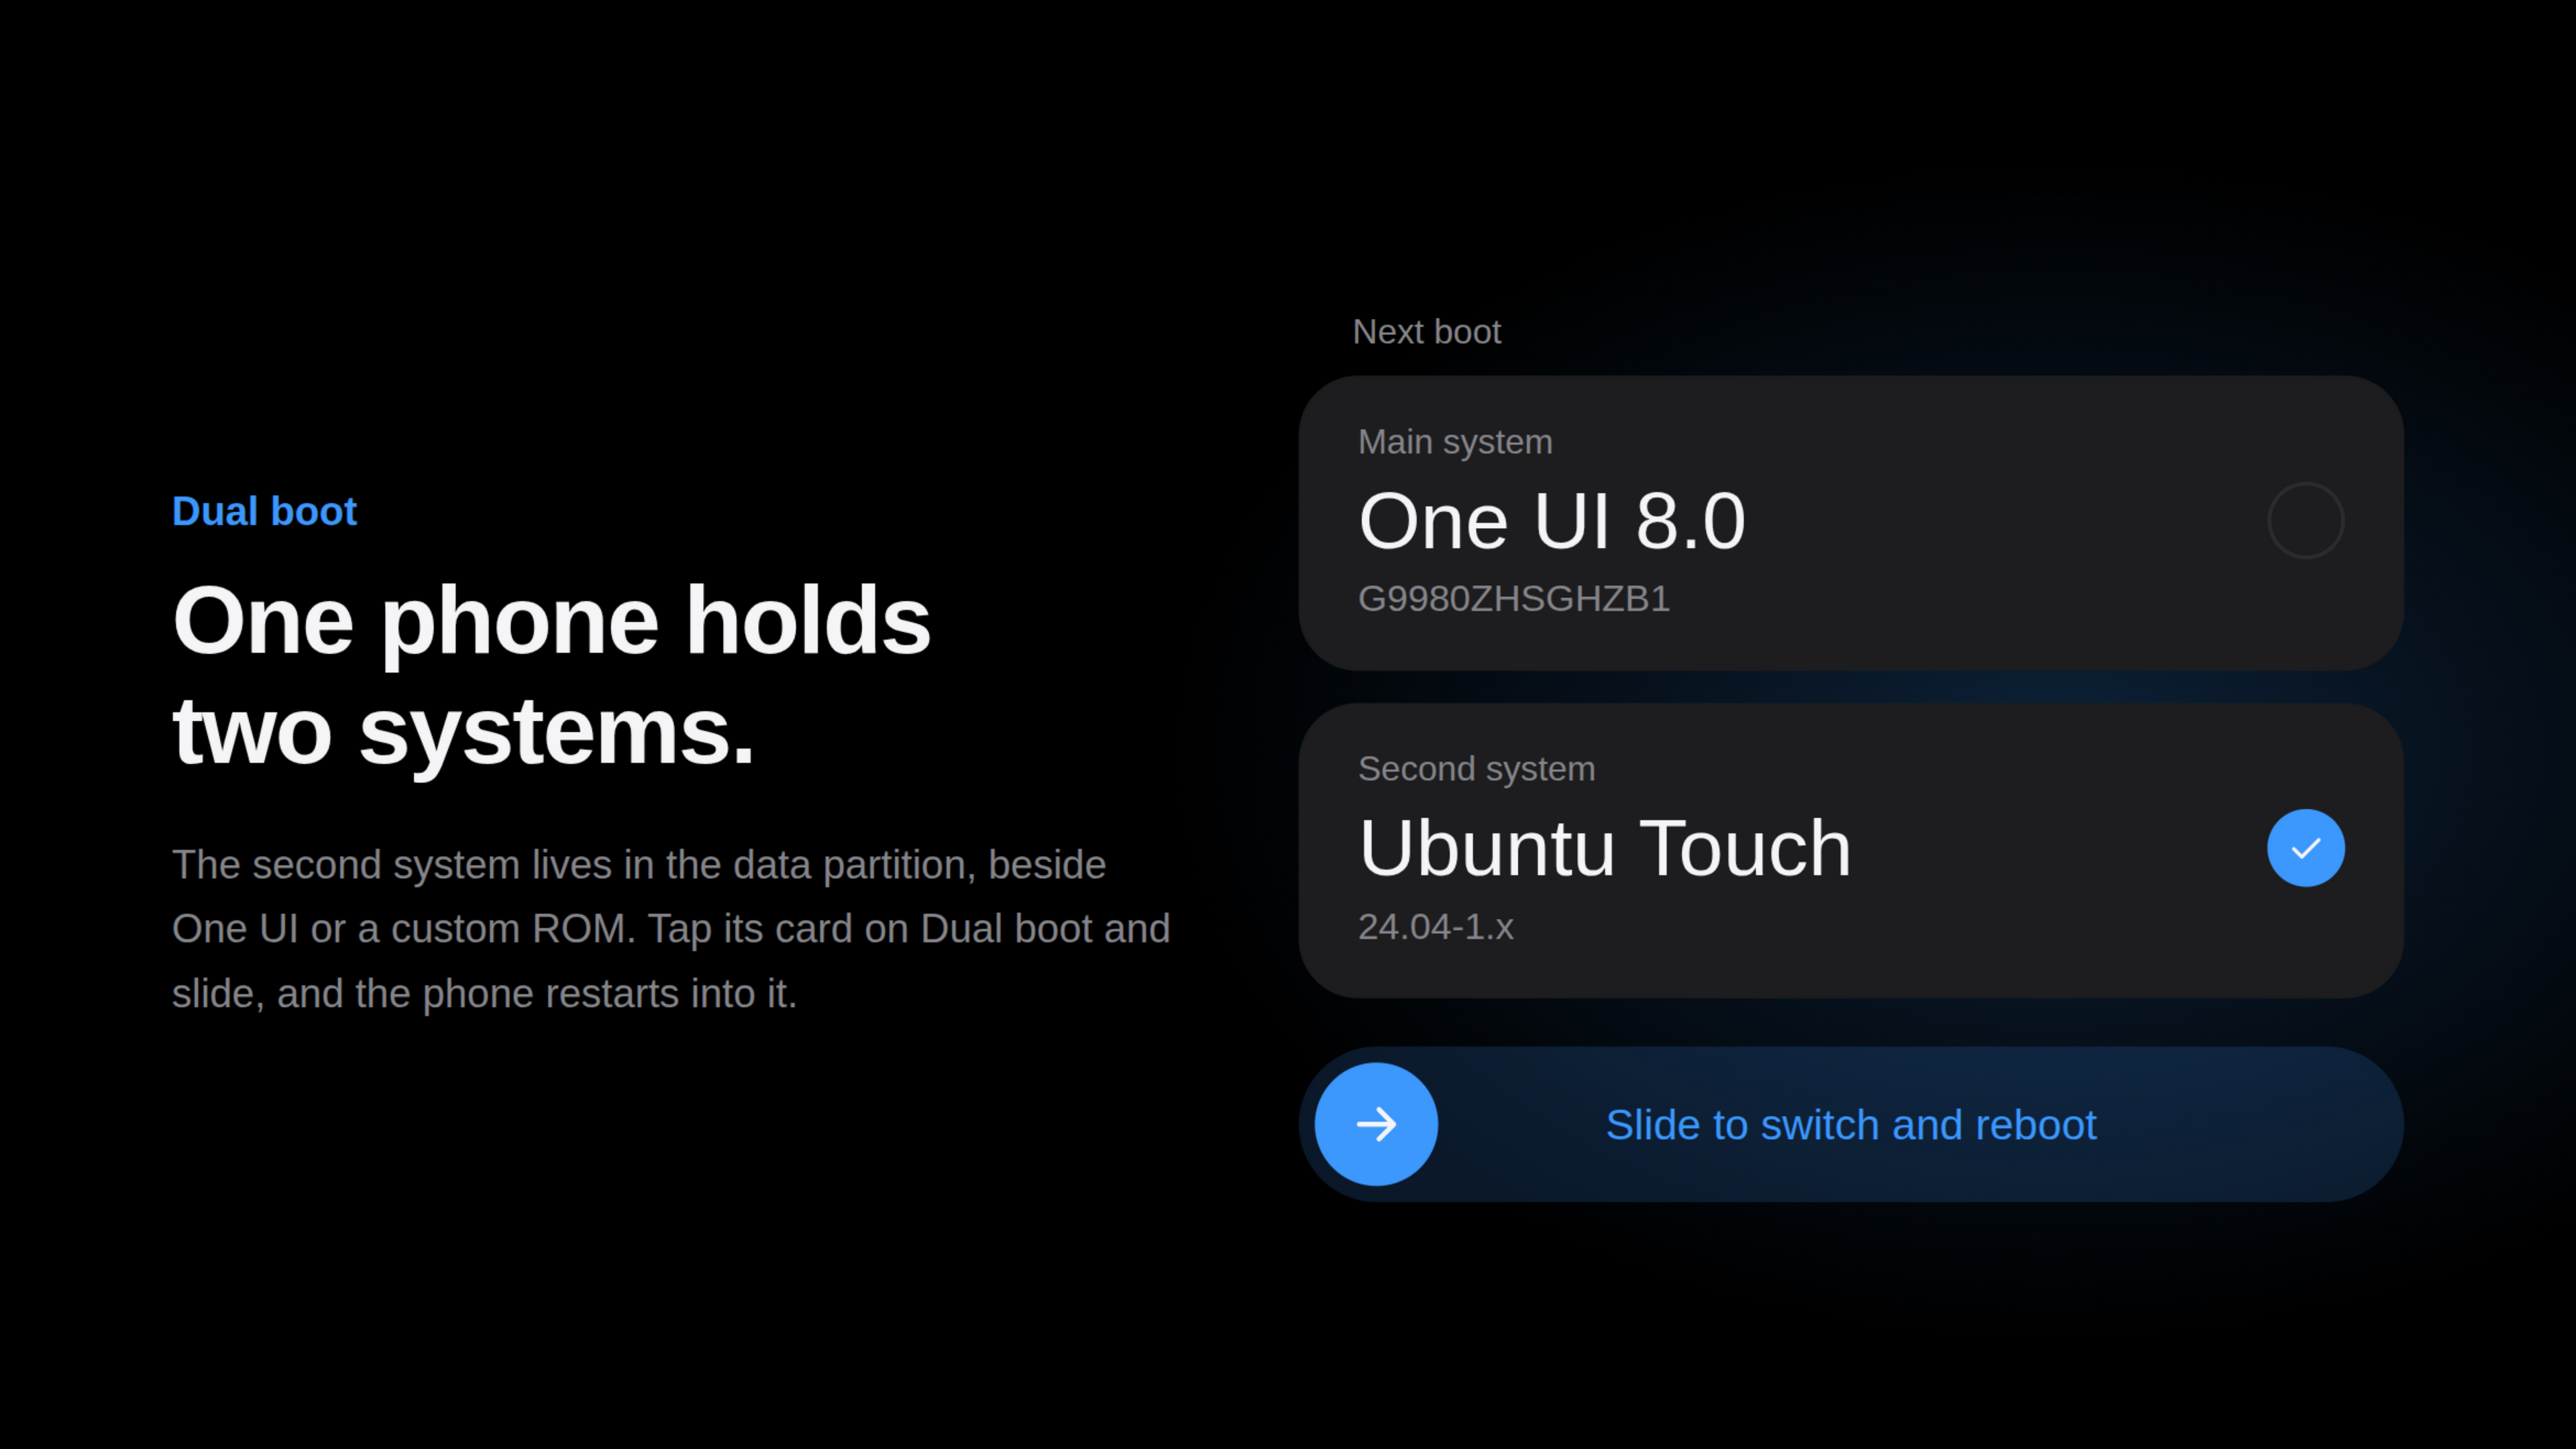 Dual boot
One phone holds
two systems.
The second system lives in the data partition, beside
One UI or a custom ROM. Tap its card on Dual boot and
slide, and the phone restarts into it.
Next boot
Main system
One UI 8.0
G9980ZHSGHZB1
Second system
Ubuntu Touch
24.04-1.x
Slide to switch and reboot